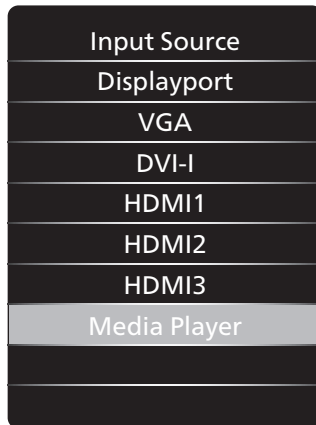 Input Source
Displayport
VGA
DVI-I
HDMI1
HDMI2
HDMI3
Media Player